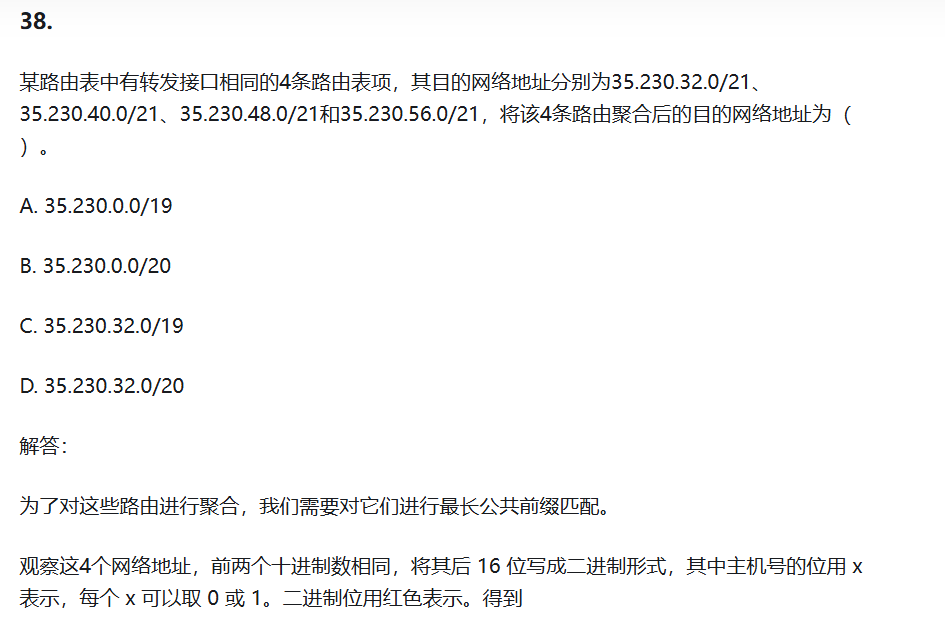 38.
某路由表中有转发接口相同的4条路由表项，其目的网络地址分别为35.230.32.0/21、
35.230.40.0/21、35.230.48.0/21和35.230.56.0/21，将该4条路由聚合后的目的网络地址为（
）。
A. 35.230.0.0/19
B. 35.230.0.0/20
C. 35.230.32.0/19
D. 35.230.32.0/20
解答：
为了对这些路由进行聚合，我们需要对它们进行最长公共前缀匹配。
观察这4个网络地址，前两个十进制数相同，将其后 16 位写成二进制形式，其中主机号的位用 x
表示，每个 x 可以取 0 或 1。二进制位用红色表示。得到